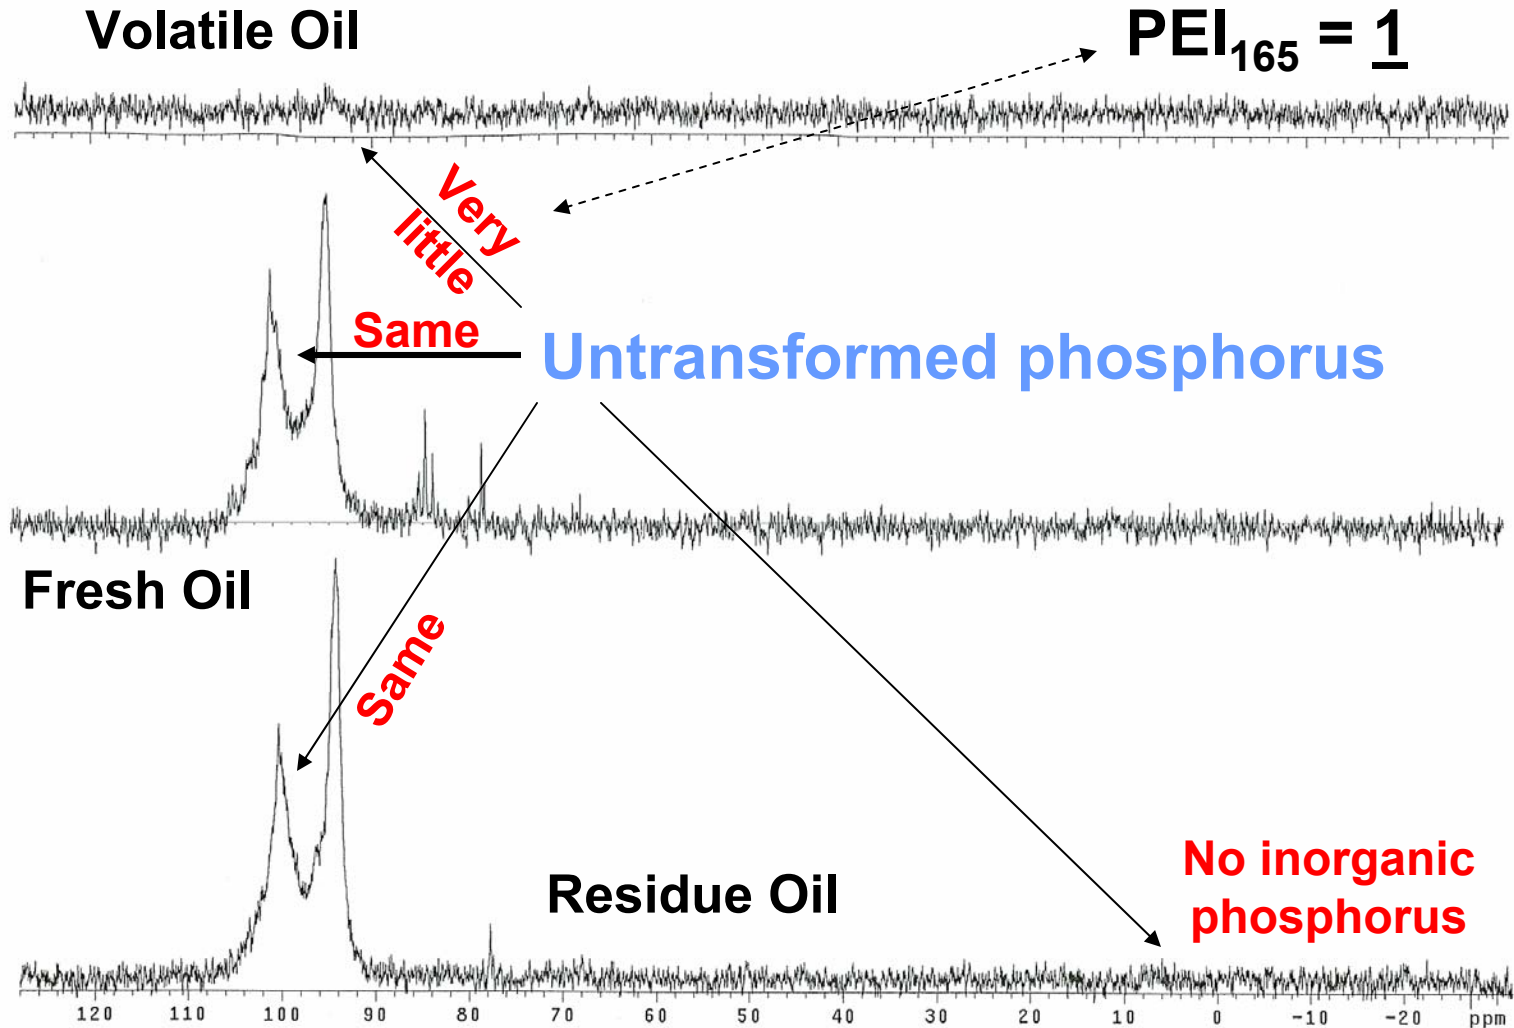 Volatile Oil
PEI₁₆₅ = 1
Very
little
Same
Untransformed phosphorus
Fresh Oil
Same
Residue Oil
No inorganic
phosphorus
120 110 100 90 80 70 60 50 40 30 20 10 0 -10 -20 ppm